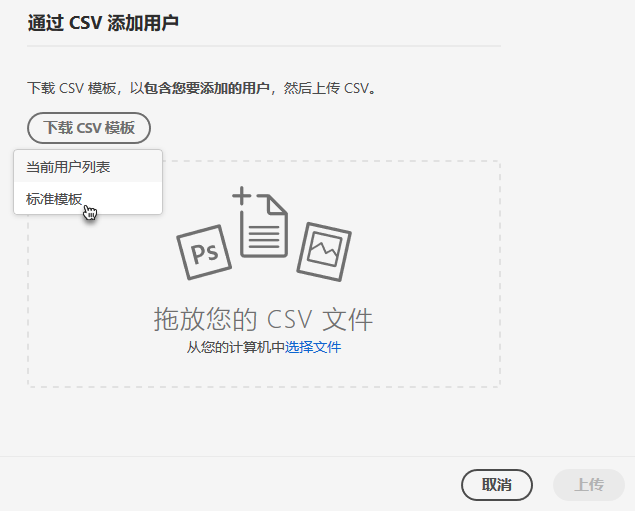 通过 CSV 添加用户
下载 CSV 模板，以包含您要添加的用户，然后上传 CSV。
下载 CSV 模板
当前用户列表
标准模板
Ps
拖放您的 CSV 文件
从您的计算机中选择文件
取消
上传